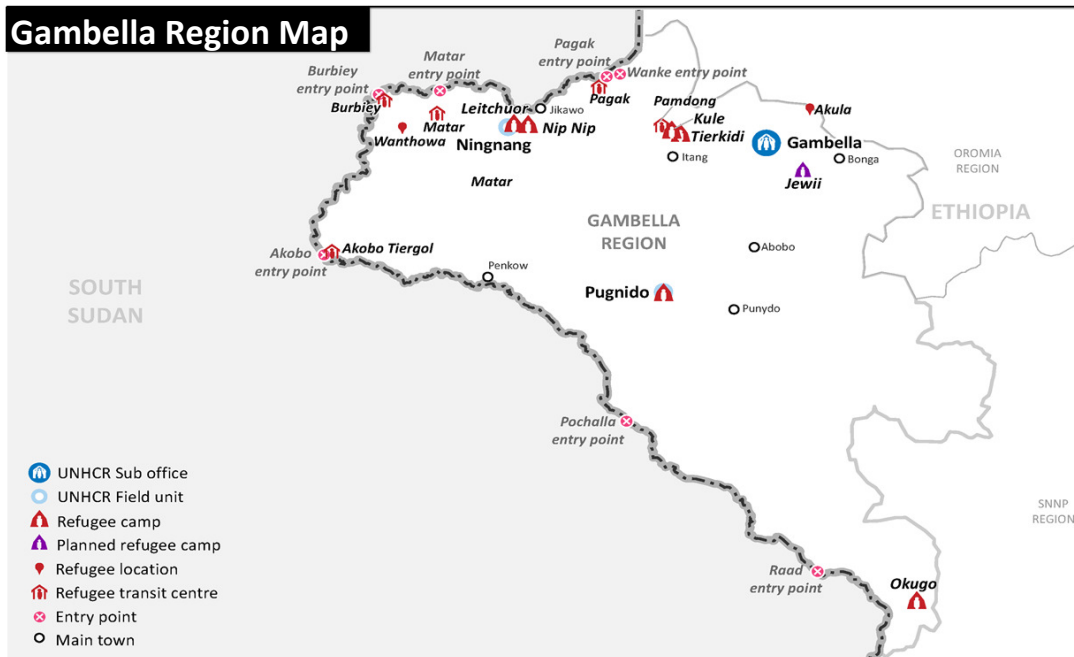 Gambella Region Map
Pagak
entry point
Matar
entry point
Wanke entry point
Burbiey
entry point
Burbiey
Pagak
Leitchuor
Jikawo
Pamdong
Kule
Akula
Matar
Nip Nip
Tierkidi
Wanthowa
Ningnang
Gambella
Itang
Bonga
Jewii
OROMIA
REGION
Matar
ETHIOPIA
GAMBELLA
REGION
Akobo Tiergol
Akobo
entry point
Abobo
Penkow
SOUTH
SUDAN
Pugnido
Punydo
Pochalla
entry point
UNHCR Sub office
UNHCR Field unit
Refugee camp
Planned refugee camp
Refugee location
Refugee transit centre
Entry point
Main town
SNNP
REGION
Raad
entry point
Okugo